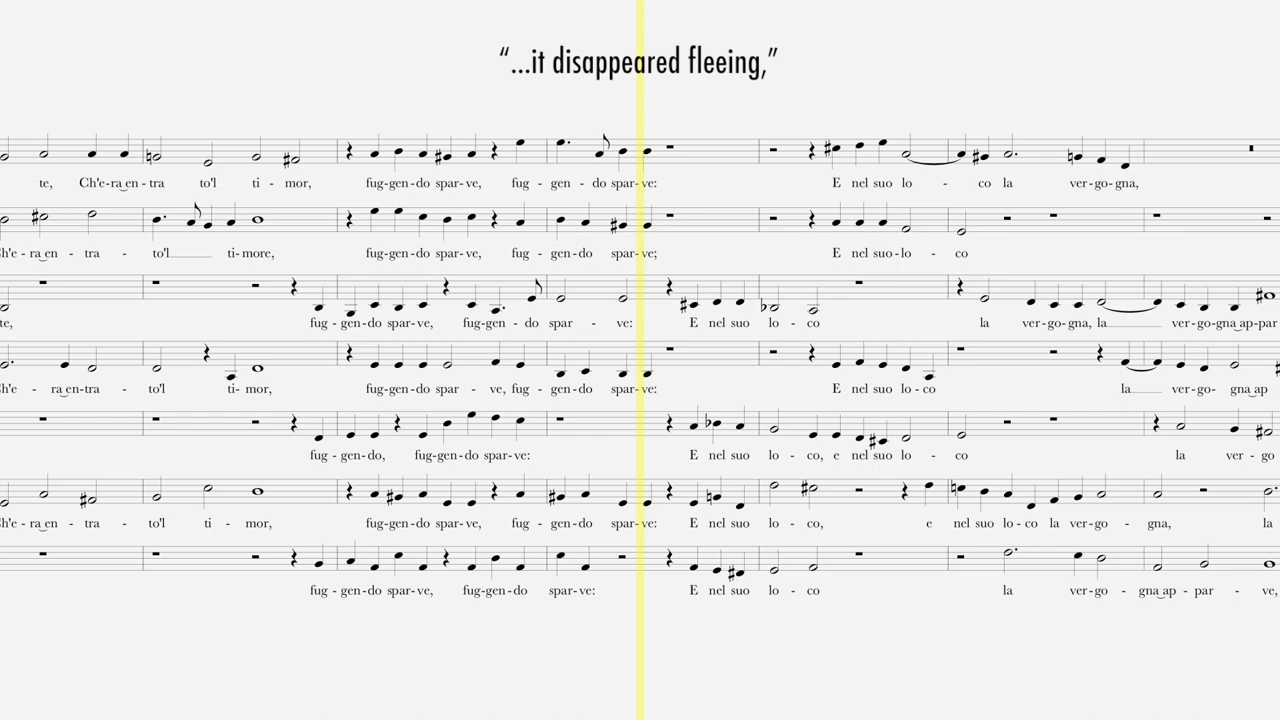 “...it disappeared fleeing,”
te, Ch'e-ra en-tra to'l ti-mor, fug-gen-do spar-ve, fug-gen-do spar-ve: E nel suo lo-co la ver-go-gna,
h'e-ra en-tra-to'l ti-more, fug-gen-do spar-ve, fug-gen-do spar-ve; E nel suo-lo-co
te, fug-gen-do spar-ve, fug-gen-do spar-ve: E nel suo lo-co la ver-go-gna, la ver-go-gna ap-par
h'e-ra en-tra to'l ti-mor, fug-gen-do spar-ve, fug-gen-do spar-ve: E nel suo lo-co la ver-go-gna ap
fug-gen-do, fug-gen-do spar-ve: E nel suo lo-co, e nel suo lo-co la ver-go
h'e-ra en-tra-to'l ti-mor, fug-gen-do spar-ve, fug-gen-do spar-ve: E nel suo lo-co, e nel suo lo-co la ver-go-gna, la
fug-gen-do spar-ve, fug-gen-do spar-ve: E nel suo lo-co la ver-go-gna ap-par-ve,